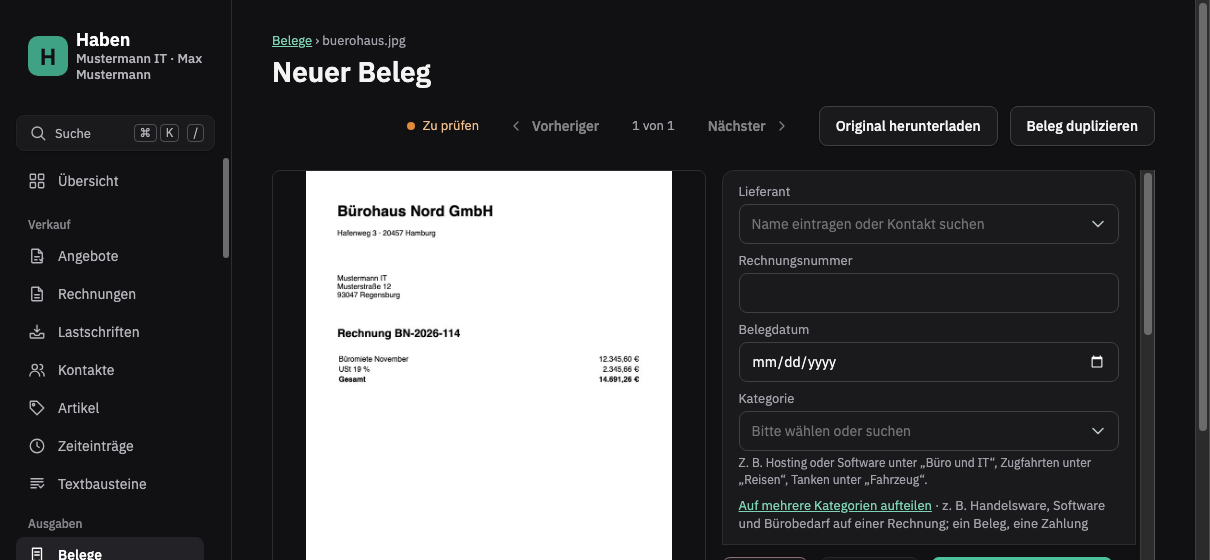 H
Haben
Mustermann IT · Max
Mustermann
Suche ⌘ K /
Übersicht
Verkauf
Angebote
Rechnungen
Lastschriften
Kontakte
Artikel
Zeiteinträge
Textbausteine
Ausgaben
Belege
Belege › buerohaus.jpg
Neuer Beleg
Zu prüfen Vorheriger 1 von 1 Nächster Original herunterladen Beleg duplizieren
Bürohaus Nord GmbH
Hafenweg 3 · 20457 Hamburg
Mustermann IT
Musterstraße 12
93047 Regensburg
Rechnung BN-2026-114
Büromiete November 12.345,60 €
USt 19 % 2.345,66 €
Gesamt 14.691,26 €
Lieferant
Name eintragen oder Kontakt suchen
Rechnungsnummer
Belegdatum
mm/dd/yyyy
Kategorie
Bitte wählen oder suchen
Z. B. Hosting oder Software unter „Büro und IT“, Zugfahrten unter
„Reisen“, Tanken unter „Fahrzeug“.
Auf mehrere Kategorien aufteilen · z. B. Handelsware, Software
und Bürobedarf auf einer Rechnung; ein Beleg, eine Zahlung